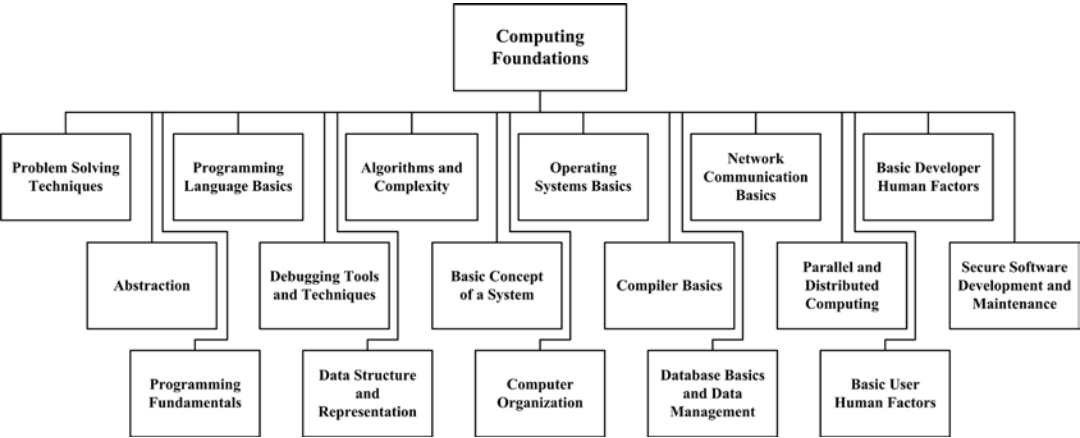 Computing
Foundations
Problem Solving
Techniques
Programming
Language Basics
Algorithms and
Complexity
Operating
Systems Basics
Network
Communication
Basics
Basic Developer
Human Factors
Abstraction
Debugging Tools
and Techniques
Basic Concept
of a System
Compiler Basics
Parallel and
Distributed
Computing
Secure Software
Development and
Maintenance
Programming
Fundamentals
Data Structure
and
Representation
Computer
Organization
Database Basics
and Data
Management
Basic User
Human Factors